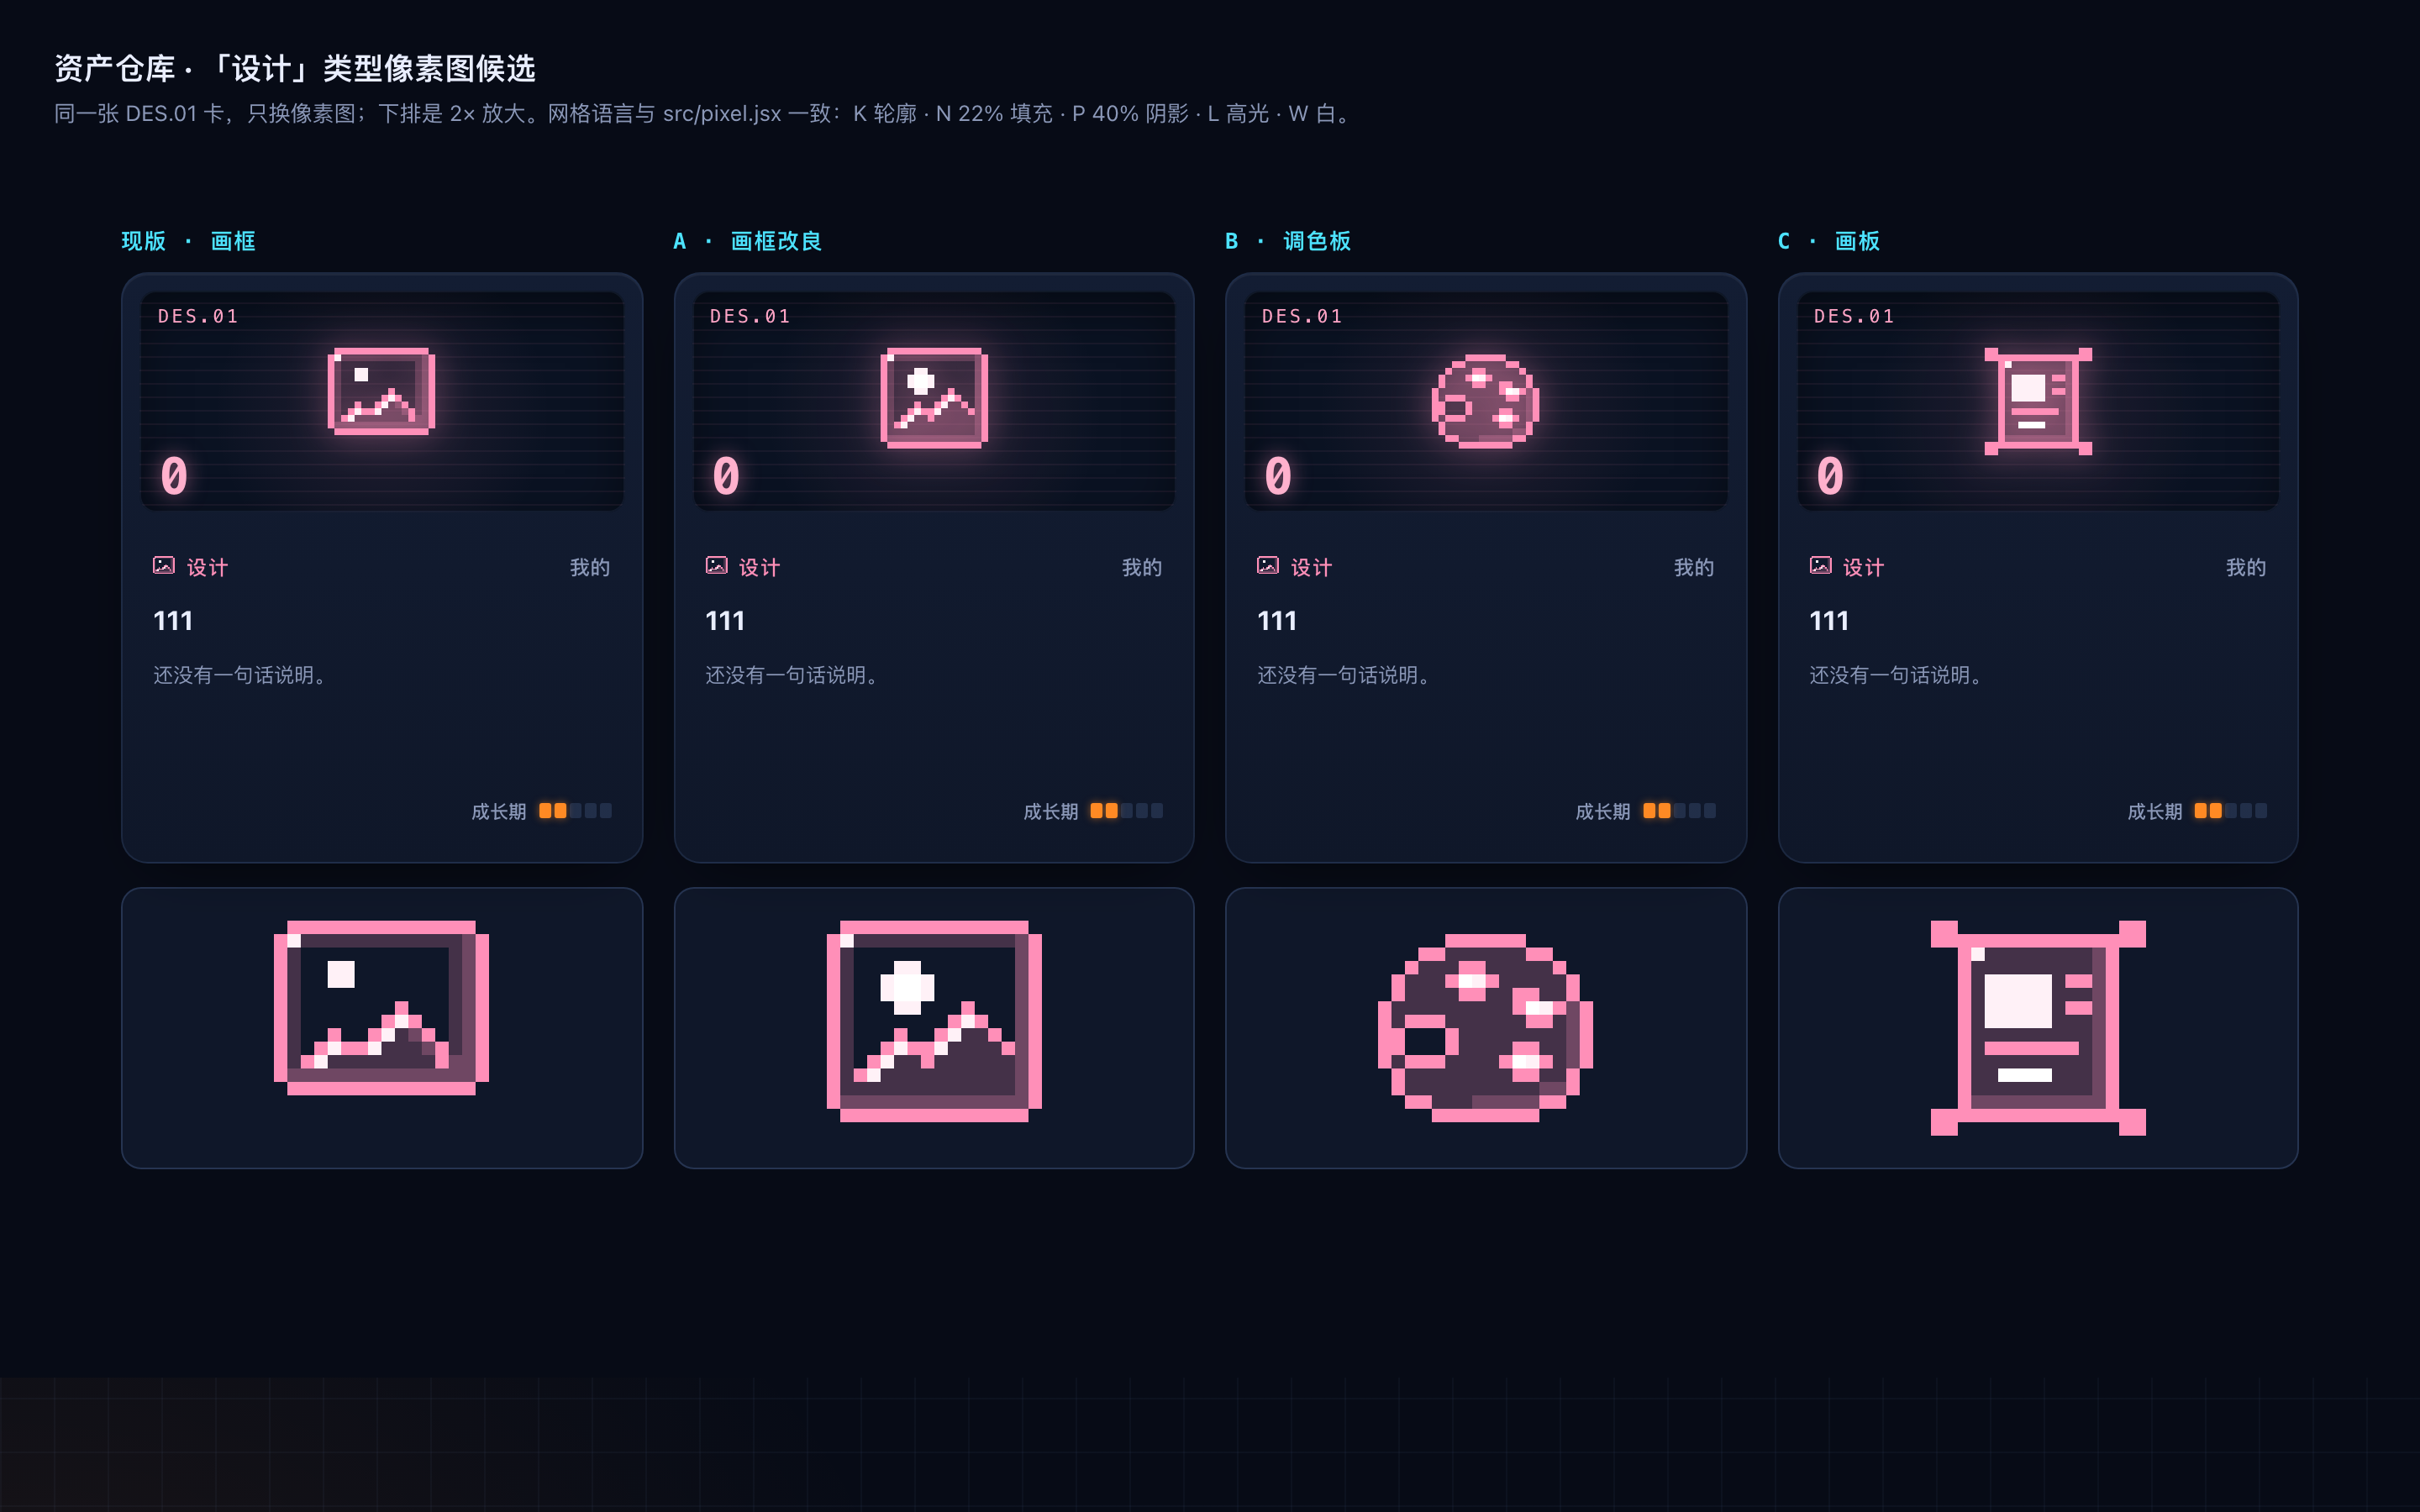 资产仓库 · 「设计」类型像素图候选
同一张 DES.01 卡，只换像素图；下排是 2× 放大。网格语言与 src/pixel.jsx 一致：K 轮廓 · N 22% 填充 · P 40% 阴影 · L 高光 · W 白。
现版 · 画框
DES.01
0
设计
我的
111
还没有一句话说明。
成长期
A · 画框改良
DES.01
0
设计
我的
111
还没有一句话说明。
成长期
B · 调色板
DES.01
0
设计
我的
111
还没有一句话说明。
成长期
C · 画板
DES.01
0
设计
我的
111
还没有一句话说明。
成长期